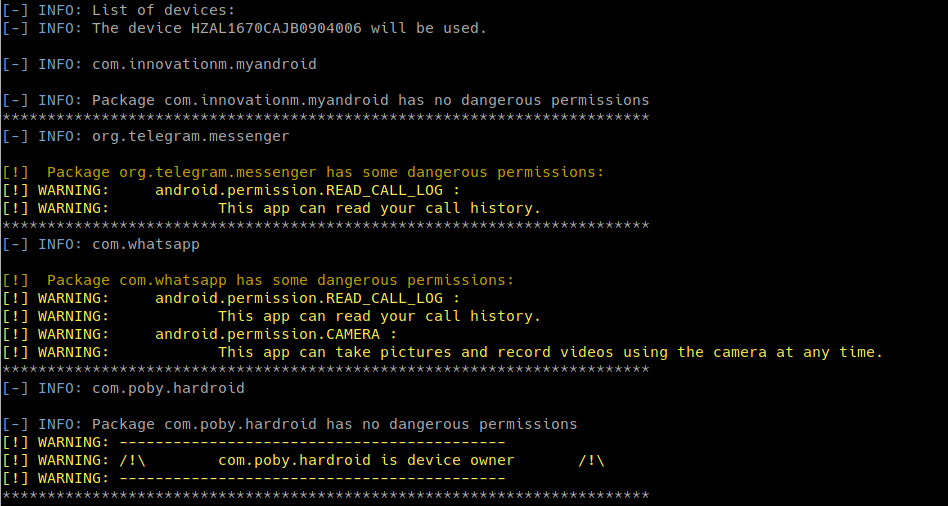 [-] INFO: List of devices:
[-] INFO: The device HZAL1670CAJB0904006 will be used.
[-] INFO: com.innovationm.myandroid
[-] INFO: Package com.innovationm.myandroid has no dangerous permissions
************************************************************************
[-] INFO: org.telegram.messenger
[!]  Package org.telegram.messenger has some dangerous permissions:
[!] WARNING:     android.permission.READ_CALL_LOG :
[!] WARNING:            This app can read your call history.
************************************************************************
[-] INFO: com.whatsapp
[!]  Package com.whatsapp has some dangerous permissions:
[!] WARNING:     android.permission.READ_CALL_LOG :
[!] WARNING:            This app can read your call history.
[!] WARNING:     android.permission.CAMERA :
[!] WARNING:            This app can take pictures and record videos using the camera at any time.
************************************************************************
[-] INFO: com.poby.hardroid
[-] INFO: Package com.poby.hardroid has no dangerous permissions
[!] WARNING: -------------------------------------------
[!] WARNING: /!\        com.poby.hardroid is device owner       /!\
[!] WARNING: -------------------------------------------
************************************************************************